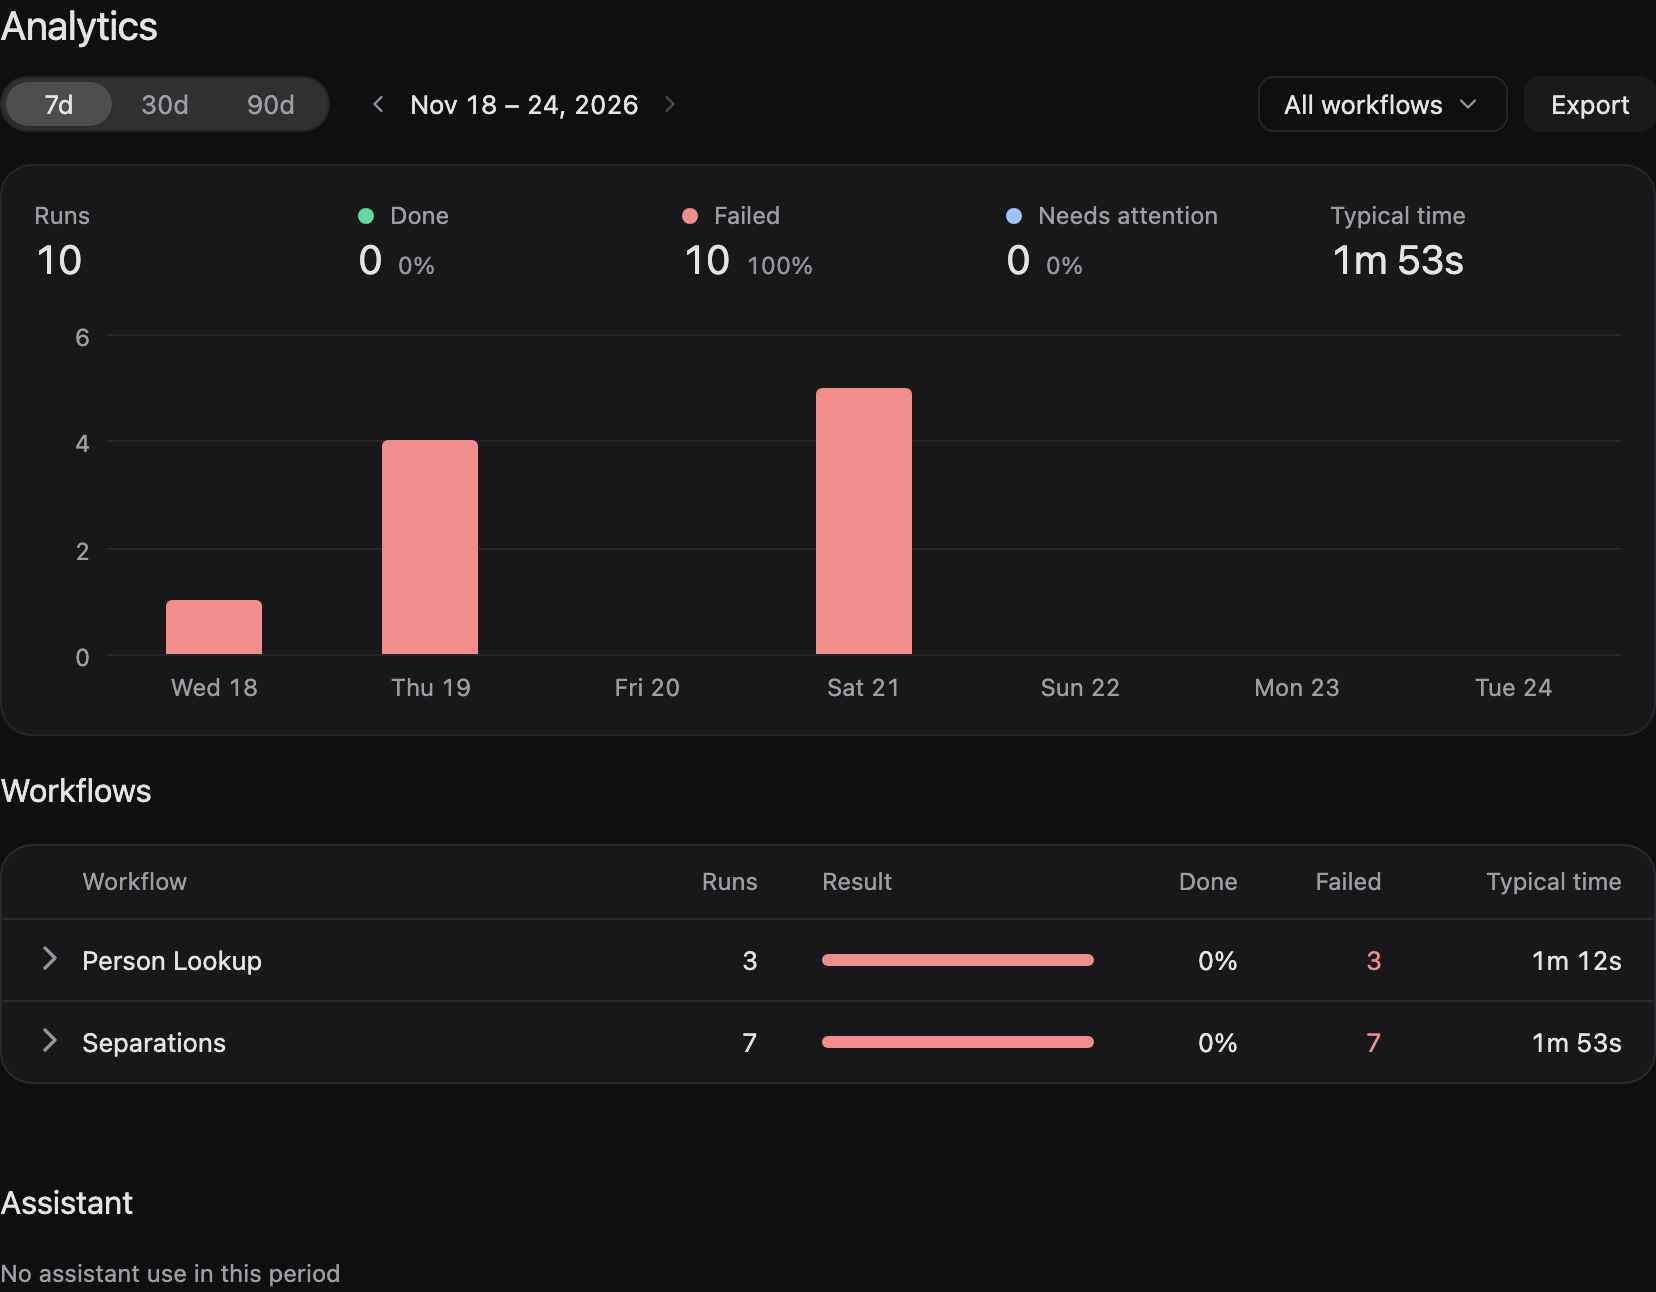 Analytics
7d 30d 90d Nov 18 – 24, 2026 All workflows Export
Runs Done Failed Needs attention Typical time
10 0 0% 10 100% 0 0% 1m 53s
6
4
2
0
Wed 18 Thu 19 Fri 20 Sat 21 Sun 22 Mon 23 Tue 24
Workflows
Workflow Runs Result Done Failed Typical time
Person Lookup 3 0% 3 1m 12s
Separations 7 0% 7 1m 53s
Assistant
No assistant use in this period